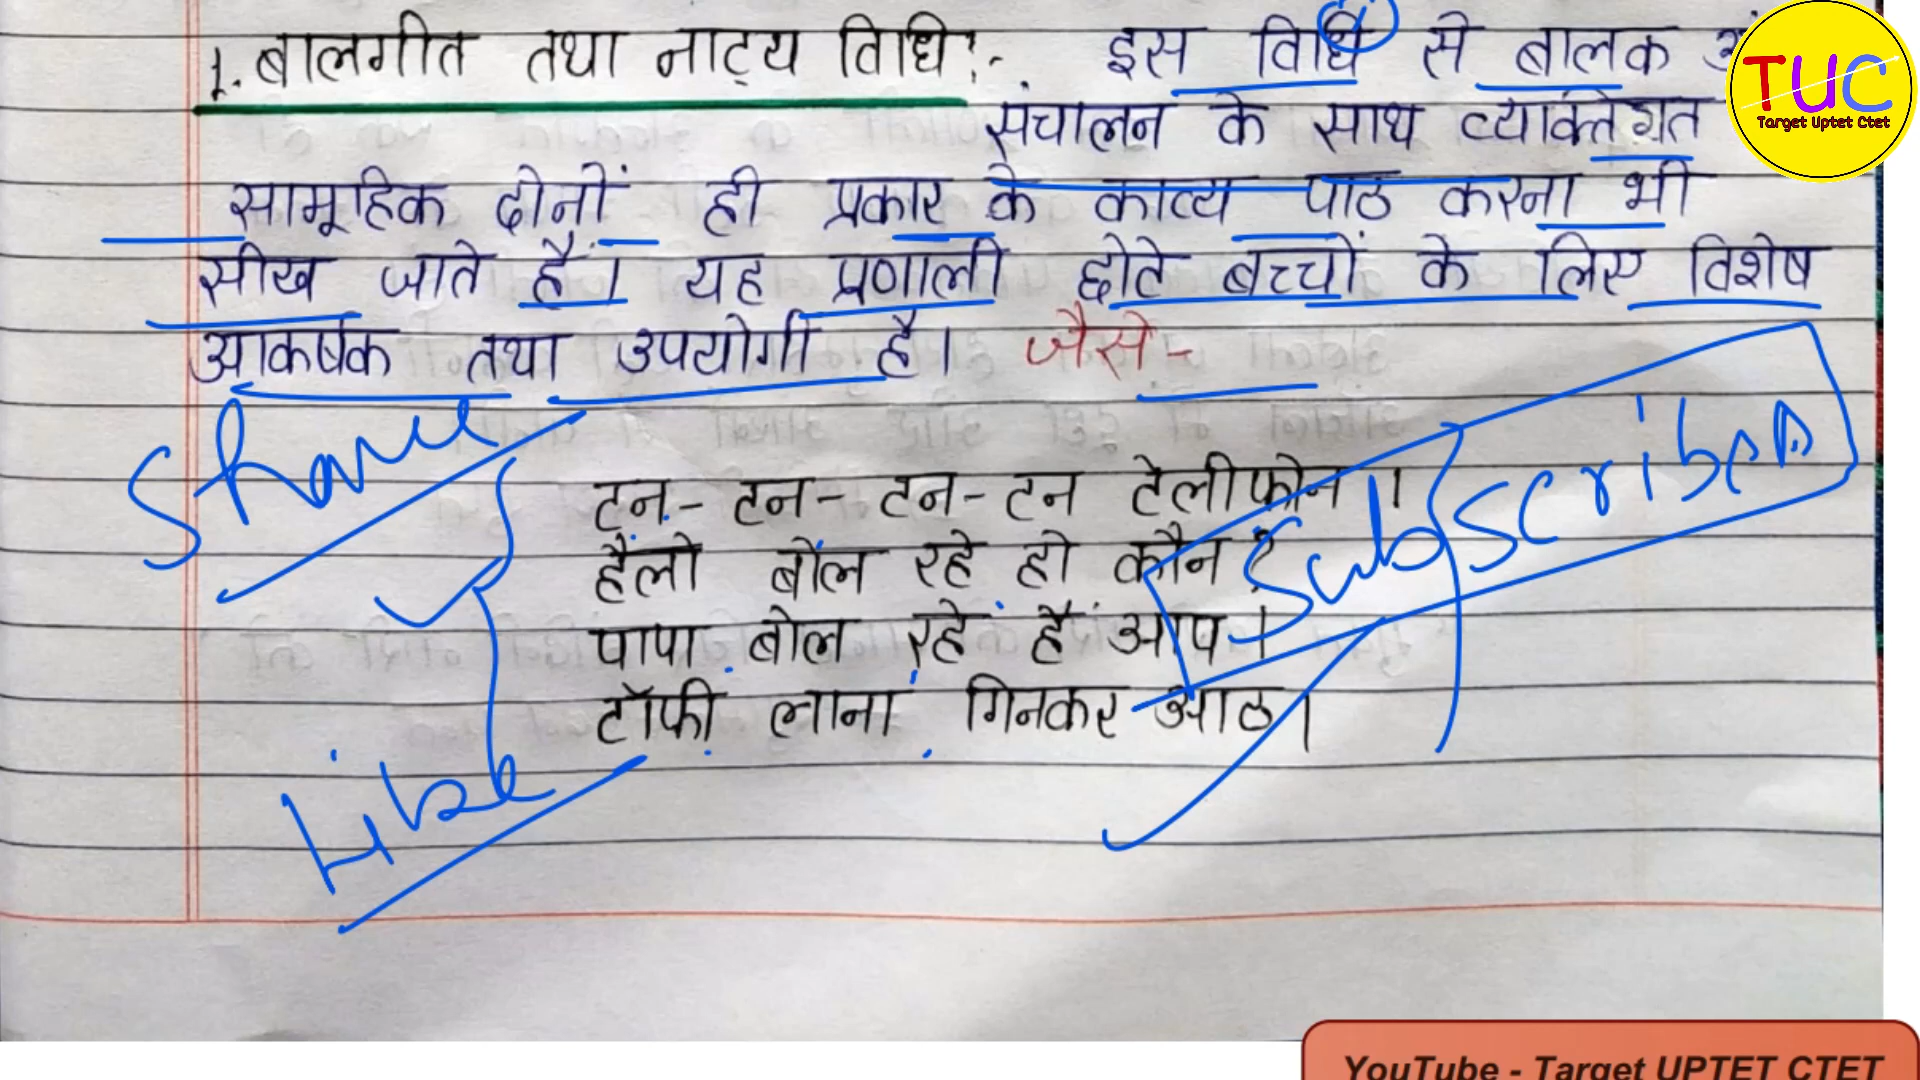 1. बालगीत तथा नाट्य विधि:- इस विधि से बालक
संचालन के साथ व्यक्तिगत
सामूहिक दोनों ही प्रकार के काव्य पाठ करना भी
सीख जाते हैं। यह प्रणाली छोटे बच्चों के लिए विशेष
आकर्षक तथा उपयोगी है। जैसे-
टन-टन-टन-टन टेलीफोन।
हैलो बोल रहे हो कौन?
पापा बोल रहे हैं आप।
टॉफी लाना गिनकर आठ।
Share
Subscribe
Like
TUC
Target Uptet Ctet
YouTube - Target UPTET CTET